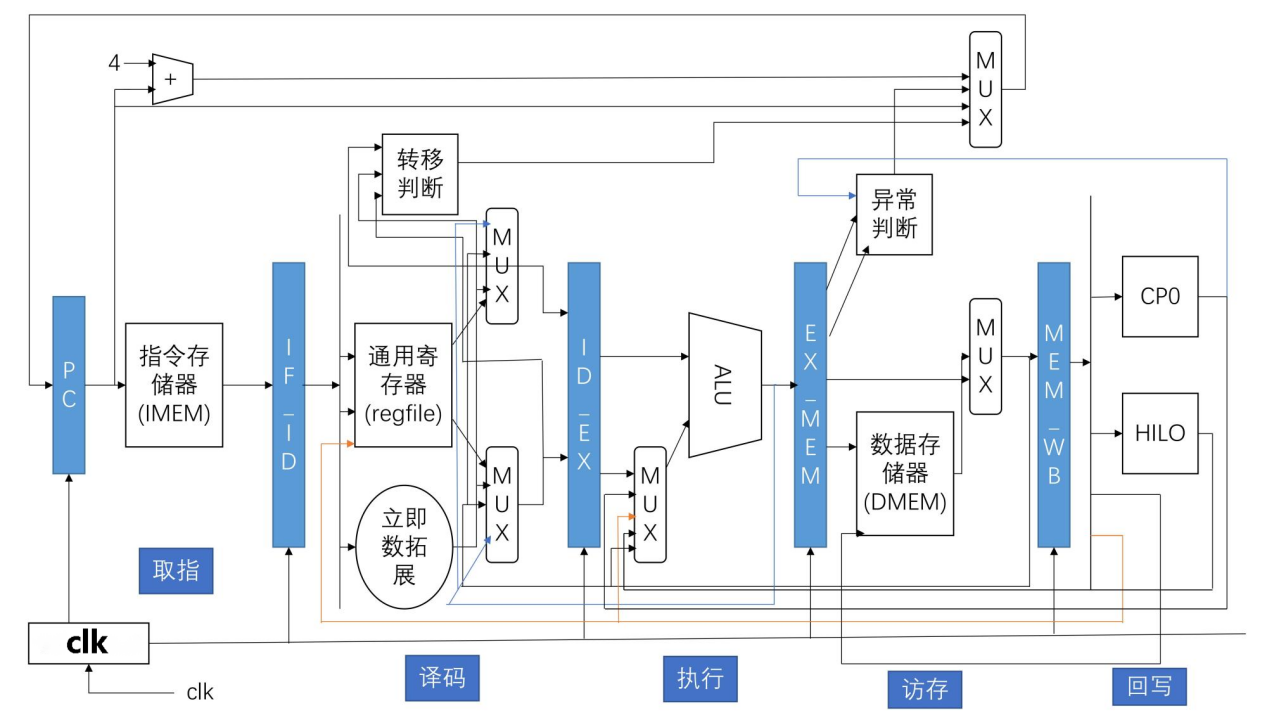 4
+
M
U
X
转移
判断
异常
判断
M
U
X
P
C
指令存
储器
(IMEM)
I
F
_
I
D
通用寄
存器
(regfile)
立即
数拓
展
M
U
X
I
D
_
E
X
M
U
X
ALU
E
X
_
M
E
M
数据存
储器
(DMEM)
M
U
X
M
E
M
_
W
B
CP0
HILO
取指
译码
执行
访存
回写
clk
clk